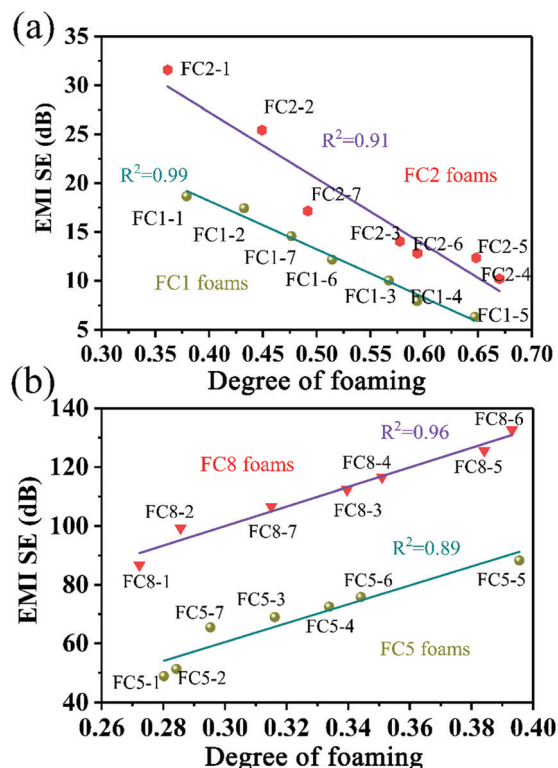 (a)
35
30
25
20
15
10
5
EMI SE (dB)
FC2-1
FC2-2
R²=0.91
R²=0.99
FC2 foams
FC2-7
FC1-1
FC1-2
FC2-3
FC2-6
FC2-5
FC1-7
FC2-4
FC1-6
FC1 foams
FC1-3
FC1-4
FC1-5
0.30 0.35 0.40 0.45 0.50 0.55 0.60 0.65 0.70
Degree of foaming
(b)
140
120
100
80
60
40
EMI SE (dB)
FC8-6
R²=0.96
FC8 foams
FC8-4
FC8-5
FC8-2
FC8-7
FC8-3
FC8-1
R²=0.89
FC5-6
FC5-5
FC5-7
FC5-3
FC5-4
FC5 foams
FC5-1
FC5-2
0.26 0.28 0.30 0.32 0.34 0.36 0.38 0.40
Degree of foaming